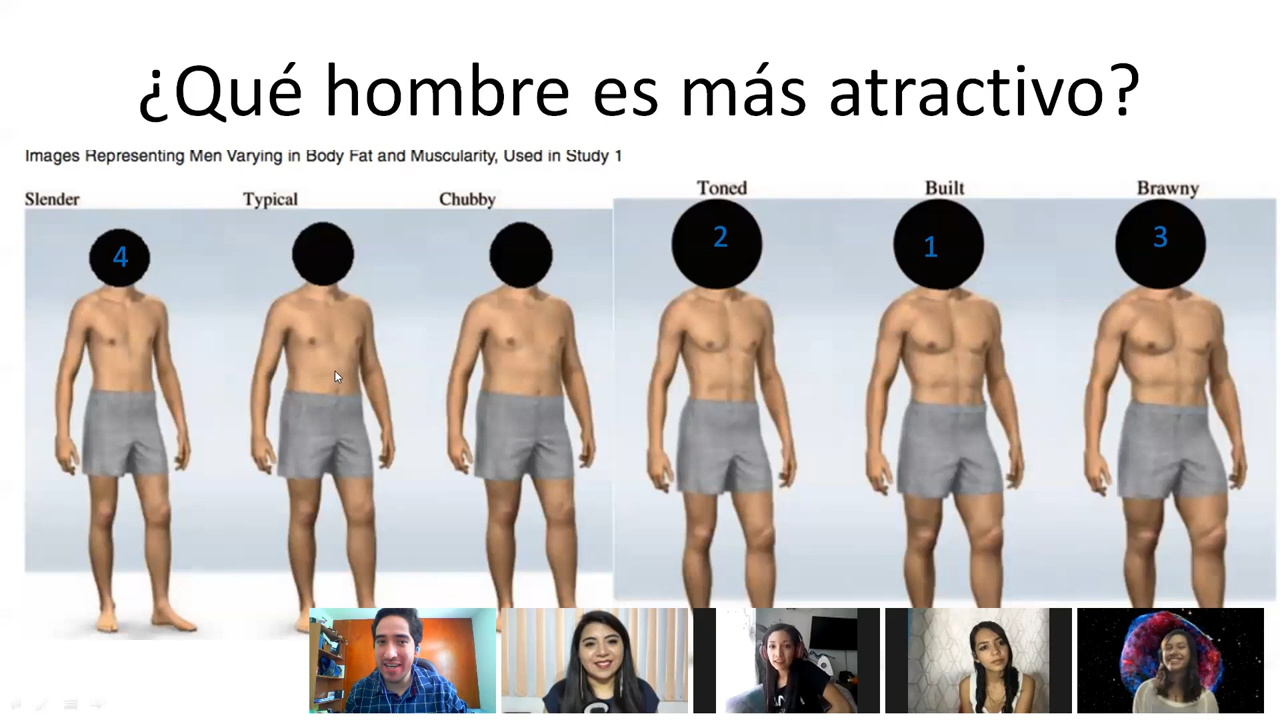 ¿Qué hombre es más atractivo?
Images Representing Men Varying in Body Fat and Muscularity, Used in Study 1
Slender Typical Chubby Toned Built Brawny
4 2 1 3